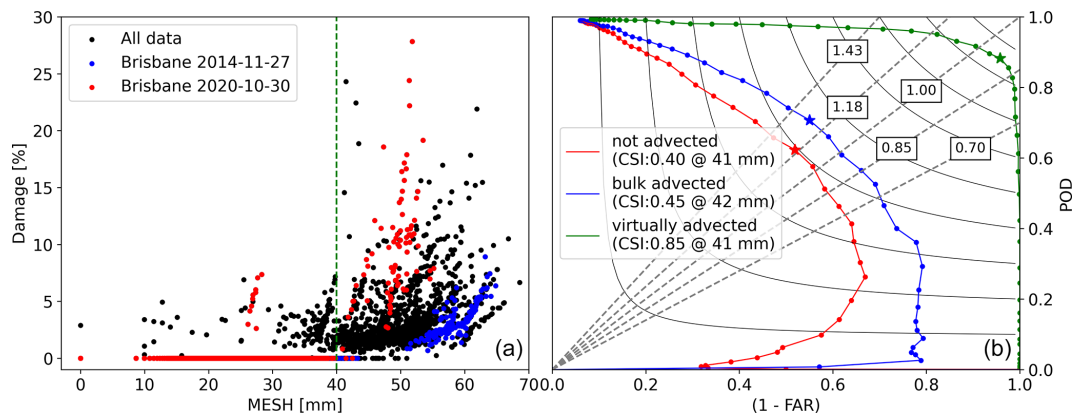 30
25
20
15
10
5
0
Damage [%]
All data
Brisbane 2014-11-27
Brisbane 2020-10-30
(a)
0
10
20
30
40
50
60
70
MESH [mm]
1.43
1.18
1.00
0.85
0.70
not advected
(CSI:0.40 @ 41 mm)
bulk advected
(CSI:0.45 @ 42 mm)
virtually advected
(CSI:0.85 @ 41 mm)
(b)
0.0
0.2
0.4
0.6
0.8
1.0
(1 - FAR)
1.0
0.8
0.6
0.4
0.2
0.0
POD